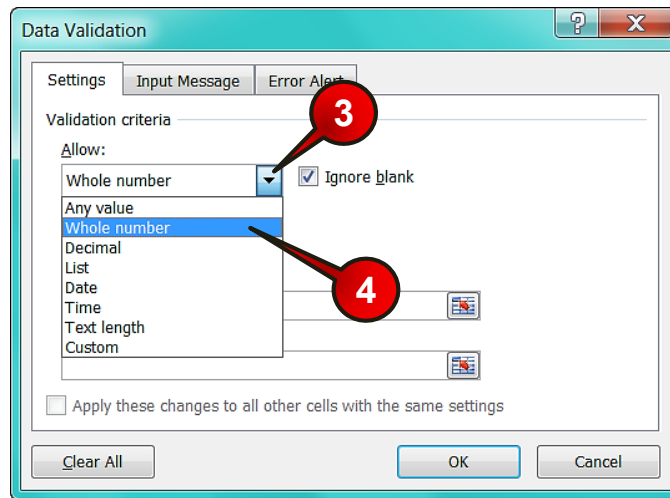 Data Validation
?
X
Settings Input Message Error Alert
3
Validation criteria
Allow:
Whole number Ignore blank
Any value
Whole number
Decimal
List
Date
Time
Text length
Custom
4
Apply these changes to all other cells with the same settings
Clear All OK Cancel